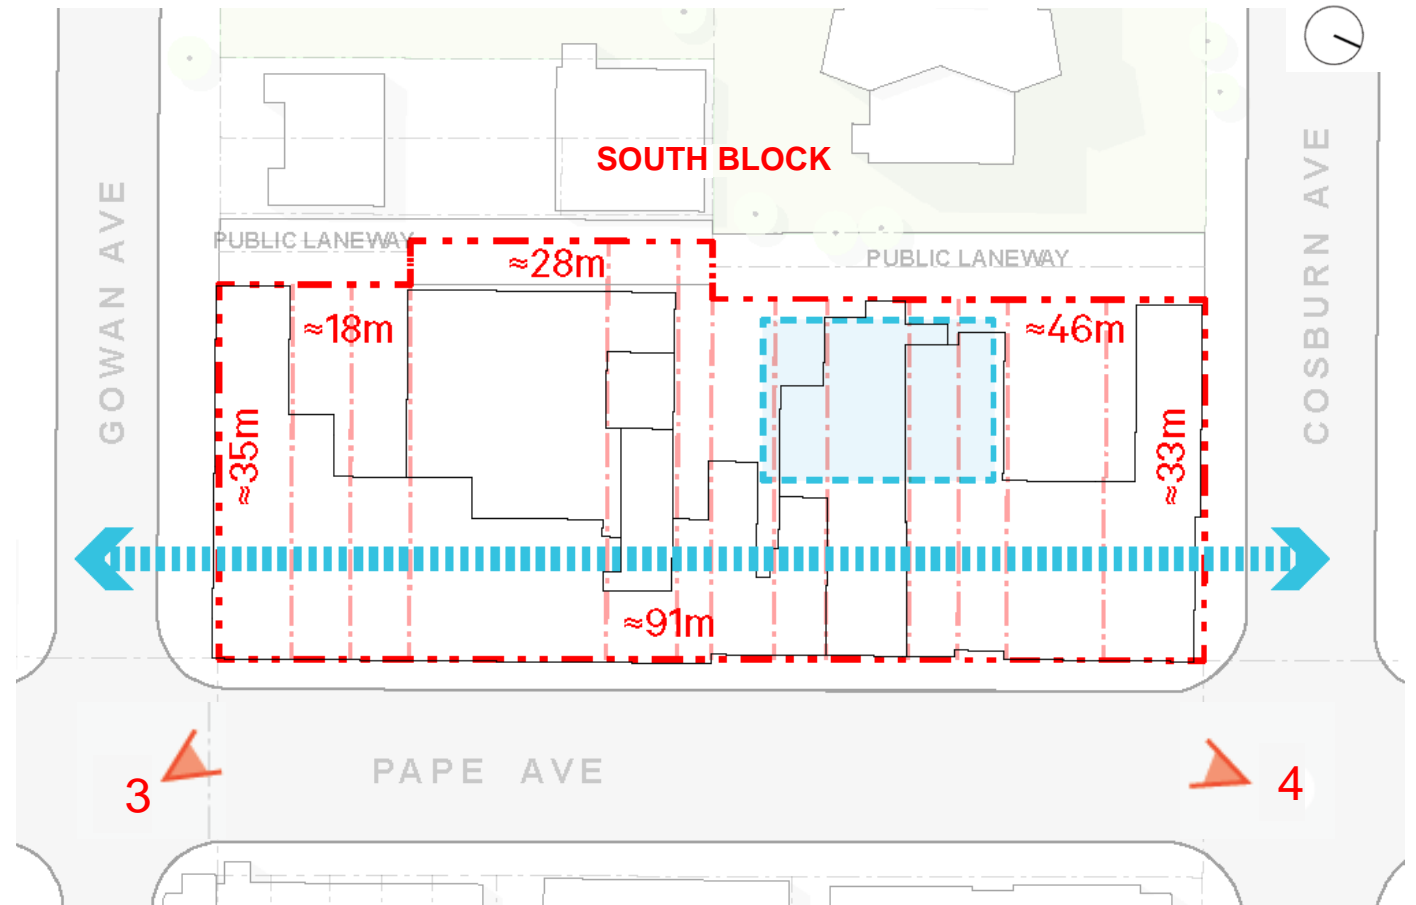 SOUTH BLOCK
GOWAN AVE
COSBURN AVE
PUBLIC LANEWAY
PUBLIC LANEWAY
≈28m
≈18m
≈46m
≈35m
≈33m
≈91m
PAPE AVE
3
4